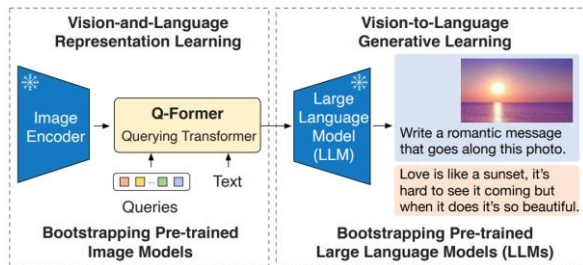 Vision-and-Language
Representation Learning
Image
Encoder
Q-Former
Querying Transformer
...
Queries
Text
Bootstrapping Pre-trained
Image Models
Vision-to-Language
Generative Learning
Large
Language
Model
(LLM)
Write a romantic message
that goes along this photo.
Love is like a sunset, it's
hard to see it coming but
when it does it's so beautiful.
Bootstrapping Pre-trained
Large Language Models (LLMs)